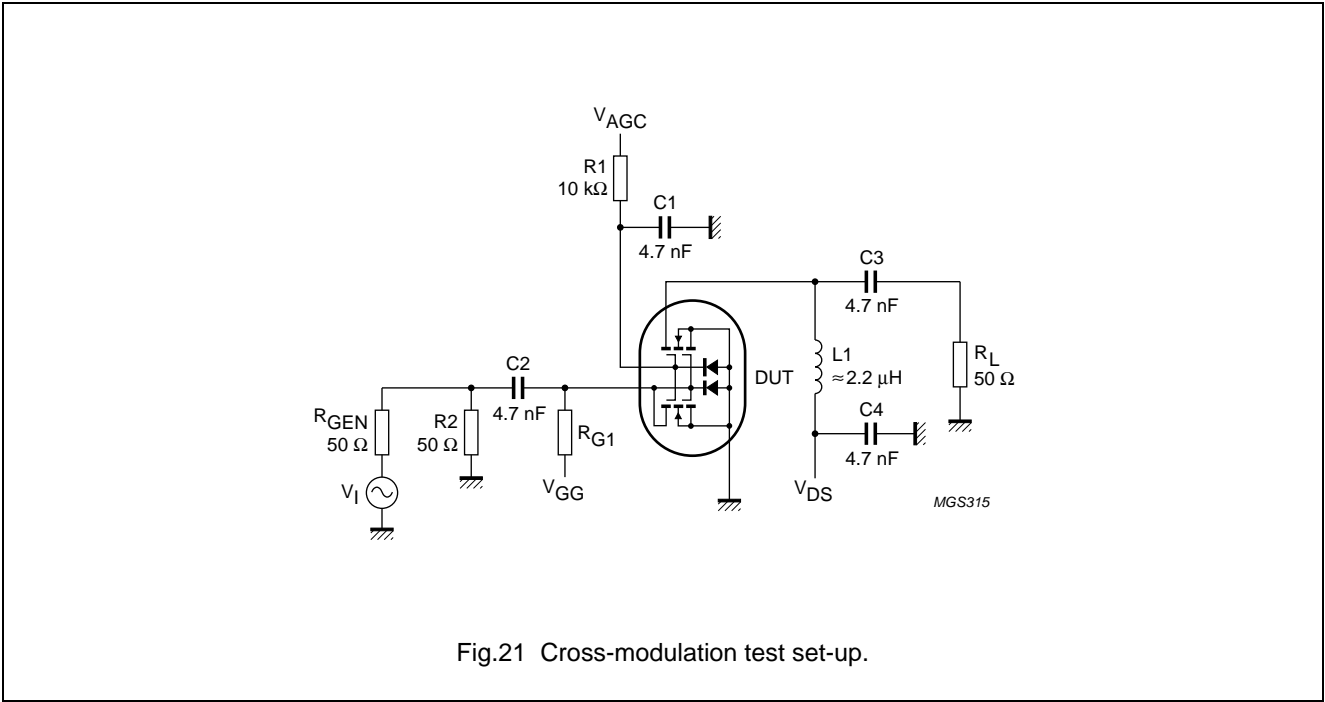 VAGC
R1
10 kΩ
C1
4.7 nF
C3
4.7 nF
C2
4.7 nF
DUT
L1
≈2.2 μH
RL
50 Ω
RGEN
50 Ω
R2
50 Ω
RG1
C4
4.7 nF
VI
VGG
VDS
MGS315
Fig.21 Cross-modulation test set-up.